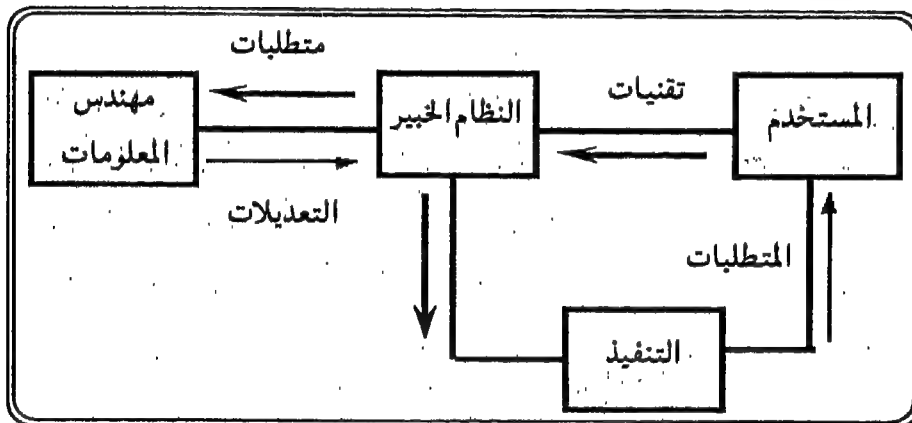 متطلبات
المستخدم
تقنيات
النظام الخبير
مهندس
المعلومات
التعديلات
المتطلبات
التنفيذ